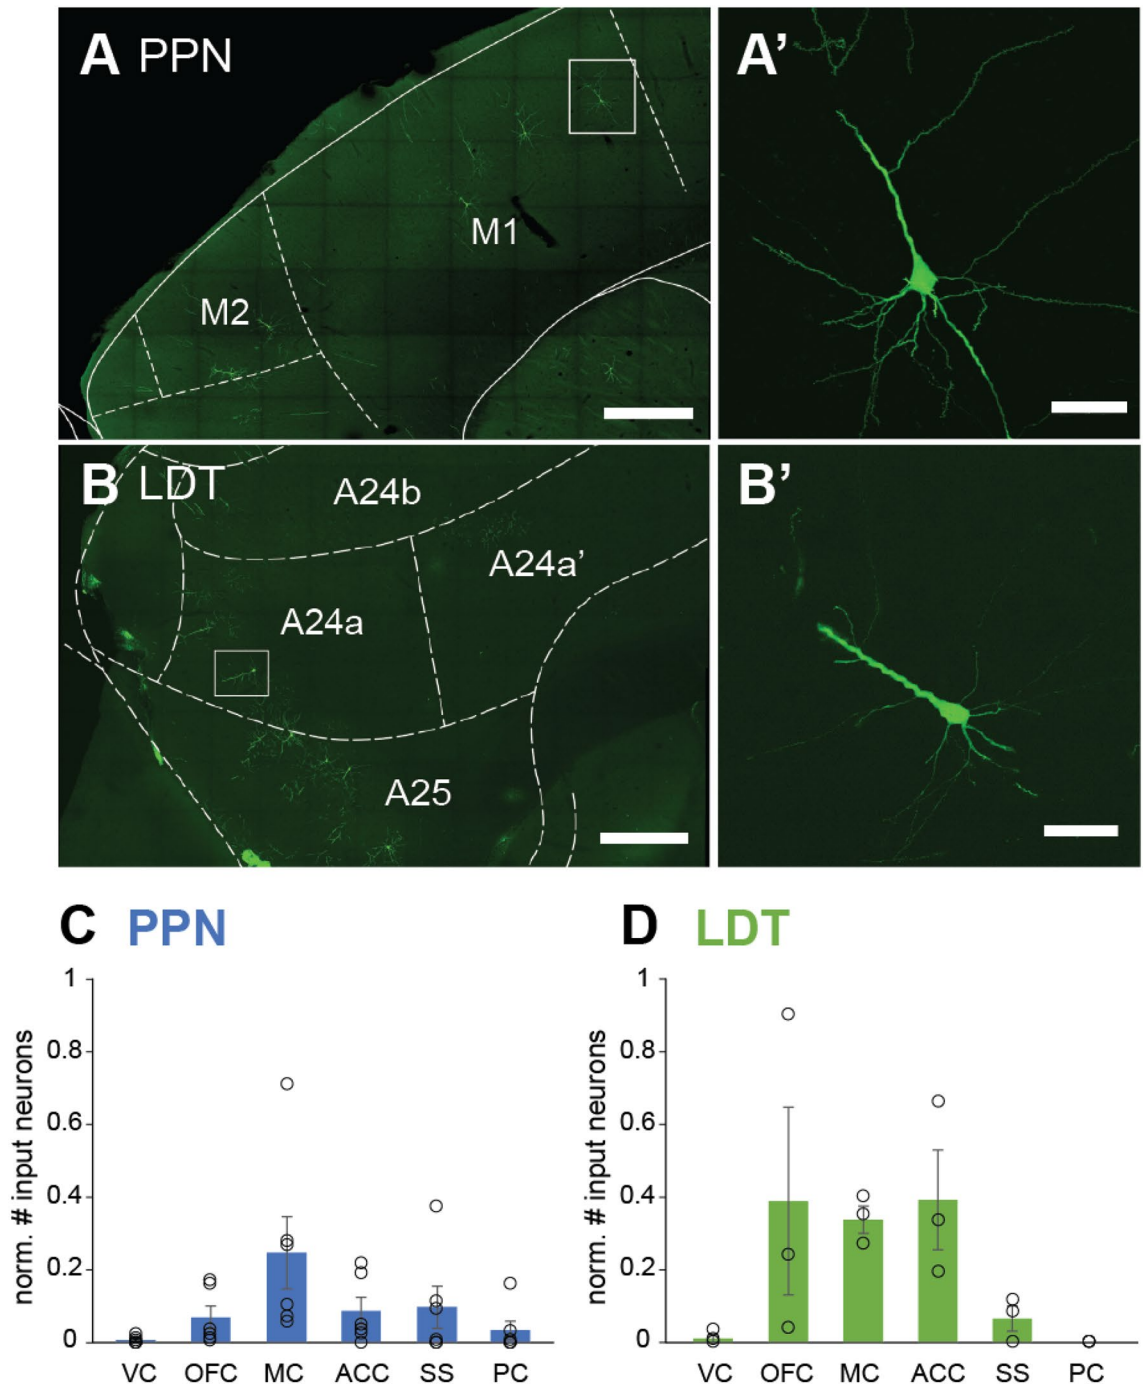 A PPN
A'
M1
M2
B LDT
B'
A24b
A24a'
A24a
A25
C PPN
norm. # input neurons
1
0.8
0.6
0.4
0.2
0
VC OFC MC ACC SS PC
D LDT
norm. # input neurons
1
0.8
0.6
0.4
0.2
0
VC OFC MC ACC SS PC